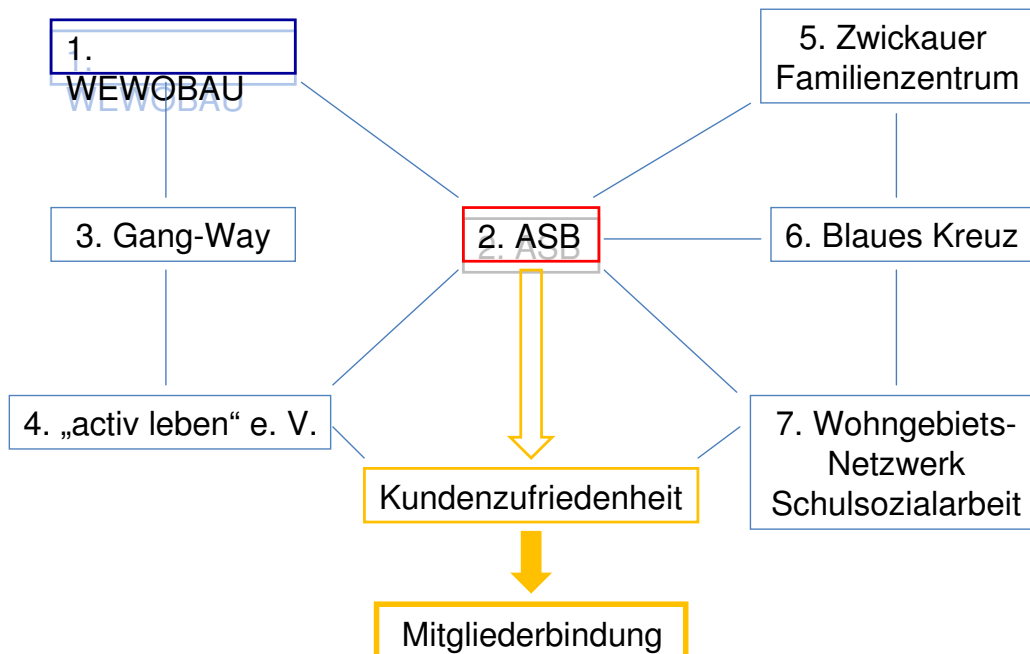 1.
WEWOBAU
5. Zwickauer
Familienzentrum
3. Gang-Way
2. ASB
6. Blaues Kreuz
4. „activ leben“ e. V.
7. Wohngebiets-
Netzwerk
Schulsozialarbeit
Kundenzufriedenheit
Mitgliederbindung